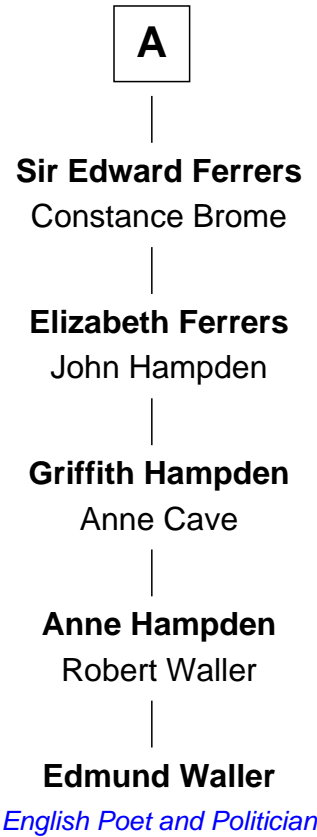 A
Sir Edward Ferrers
Constance Brome
Elizabeth Ferrers
John Hampden
Griffith Hampden
Anne Cave
Anne Hampden
Robert Waller
Edmund Waller
English Poet and Politician